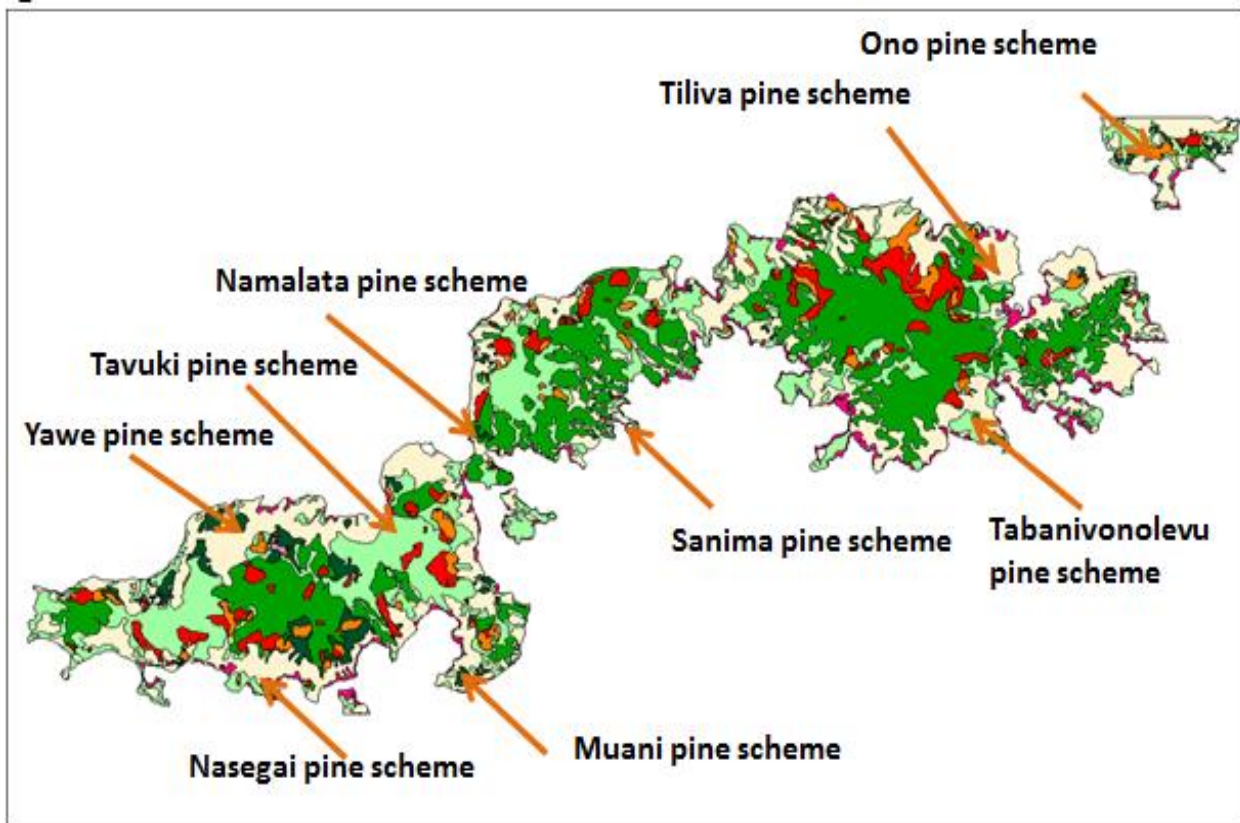 Ono pine scheme
Tiliva pine scheme
Namalata pine scheme
Tavuki pine scheme
Yawe pine scheme
Sanima pine scheme
Tabanivonolevu
pine scheme
Muani pine scheme
Nasegai pine scheme